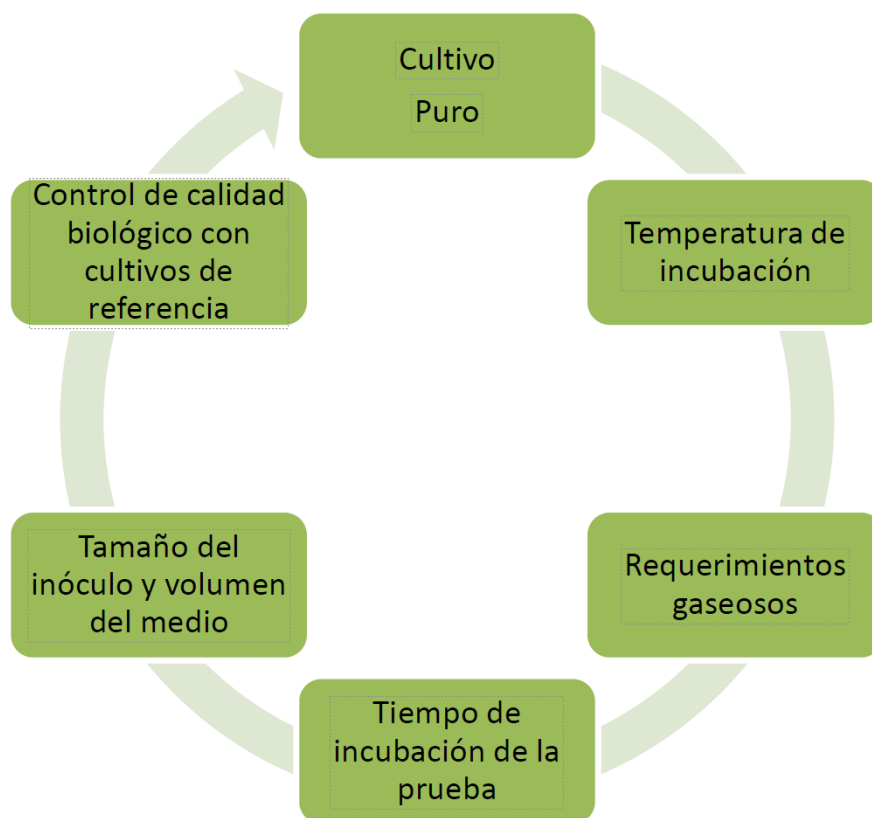 Cultivo
Puro
Temperatura de
incubación
Requerimientos
gaseosos
Tiempo de
incubación de la
prueba
Tamaño del
inóculo y volumen
del medio
Control de calidad
biológico con
cultivos de
referencia